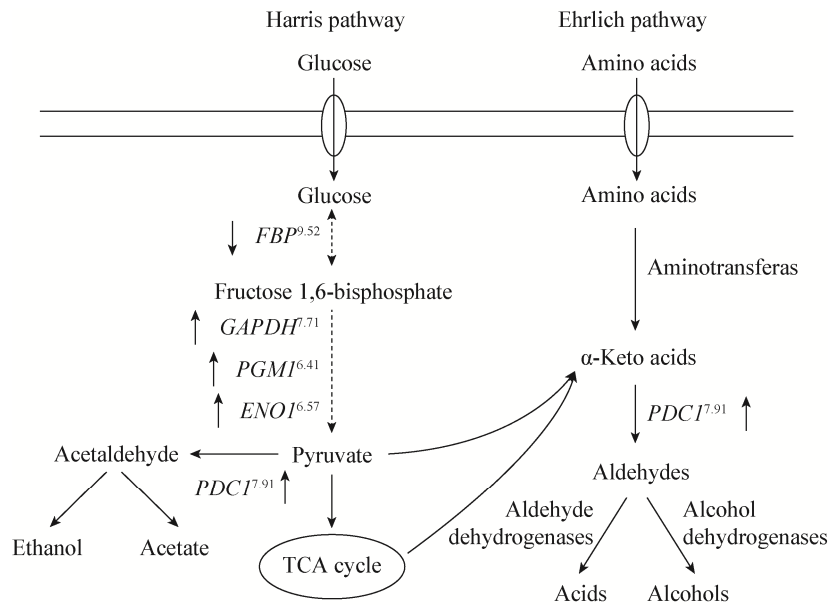 Harris pathway
Ehrlich pathway
Glucose
Amino acids
Glucose
Amino acids
FBP9.52
Aminotransferas
Fructose 1,6-bisphosphate
GAPDH7.71
PGM16.41
α-Keto acids
ENO16.57
PDC17.91
Acetaldehyde
Pyruvate
PDC17.91
Aldehydes
Aldehyde
dehydrogenases
Alcohol
dehydrogenases
Ethanol
Acetate
TCA cycle
Acids
Alcohols